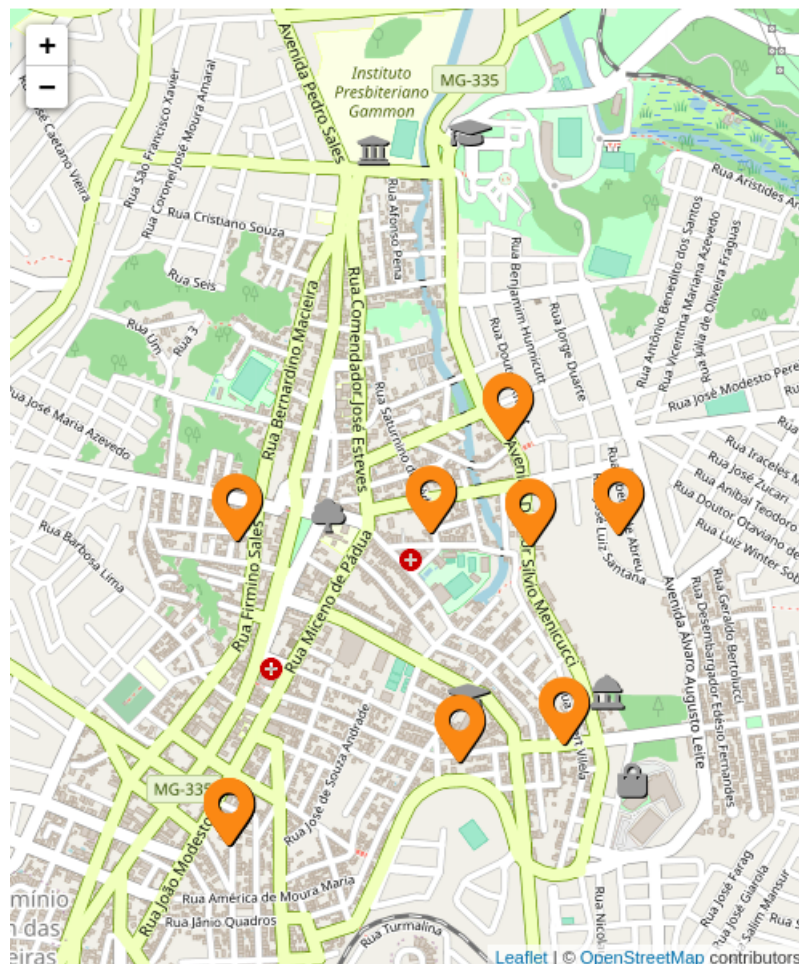 +
−
Avenida Pedro Sales
Instituto
Presbiteriano
Gammon
MG-335
Rua São Francisco Xavier
Rua Coronel José Moura Amaral
José Caetano Vieira
Rua Cristiano Souza
Rua Afonso Pena
Rua Seis
Rua Um
Rua 3
Rua Bernardino Macieira
Rua Comendador José Esteves
Rua Benjamim Hunnicutt
Rua Jorge Duarte
Rua Antônio Benedito dos Santos
Rua Vicentina Mariana Azevedo
Rua Júlia de Oliveira Fraguas
Rua José Modesto Pere
Rua José Maria Azevedo
Rua Iraceles M
Rua José Zucari
Rua Aníbal Teodoro
Rua Doutor Otaviano de
Rua Luiz Winter Sob
José Luiz Santana
Rua Barbosa Lima
Rua Firmino Sales
Rua Miceno de Pádua
Silvio Menicucci
Avenida Álvaro Augusto Leite
Rua Geraldo Bertolucci
Rua Desembargador Edésio Fernandes
Rua José de Souza Andrade
MG-335
Rua João Modesto
Rua América de Moura Maria
Rua Jânio Quadros
Rua Turmalina
Rua José Farag
Rua José Giarola
Salim Mansur
Leaflet | © OpenStreetMap contributors